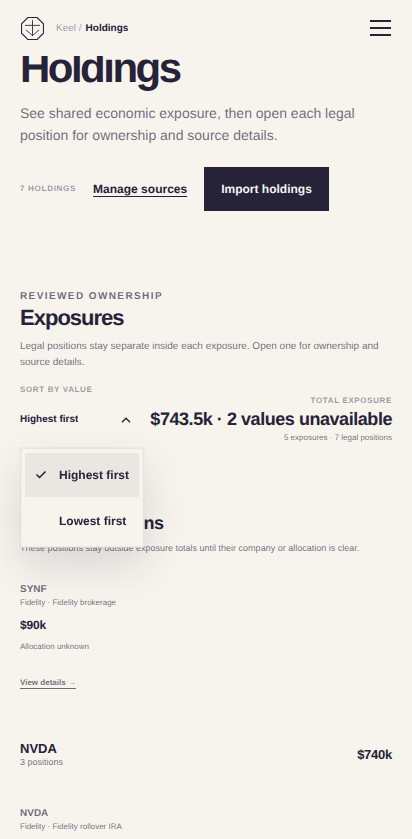 Keel / Holdings
Holdings
See shared economic exposure, then open each legal
position for ownership and source details.
7 HOLDINGS
Manage sources
Import holdings
REVIEWED OWNERSHIP
Exposures
Legal positions stay separate inside each exposure. Open one for ownership and
source details.
SORT BY VALUE
Highest first
TOTAL EXPOSURE
$743.5k · 2 values unavailable
5 exposures · 7 legal positions
Highest first
Lowest first
ns
These positions stay outside exposure totals until their company or allocation is clear.
SYNF
Fidelity · Fidelity brokerage
$90k
Allocation unknown
View details →
NVDA
3 positions
$740k
NVDA
Fidelity · Fidelity rollover IRA